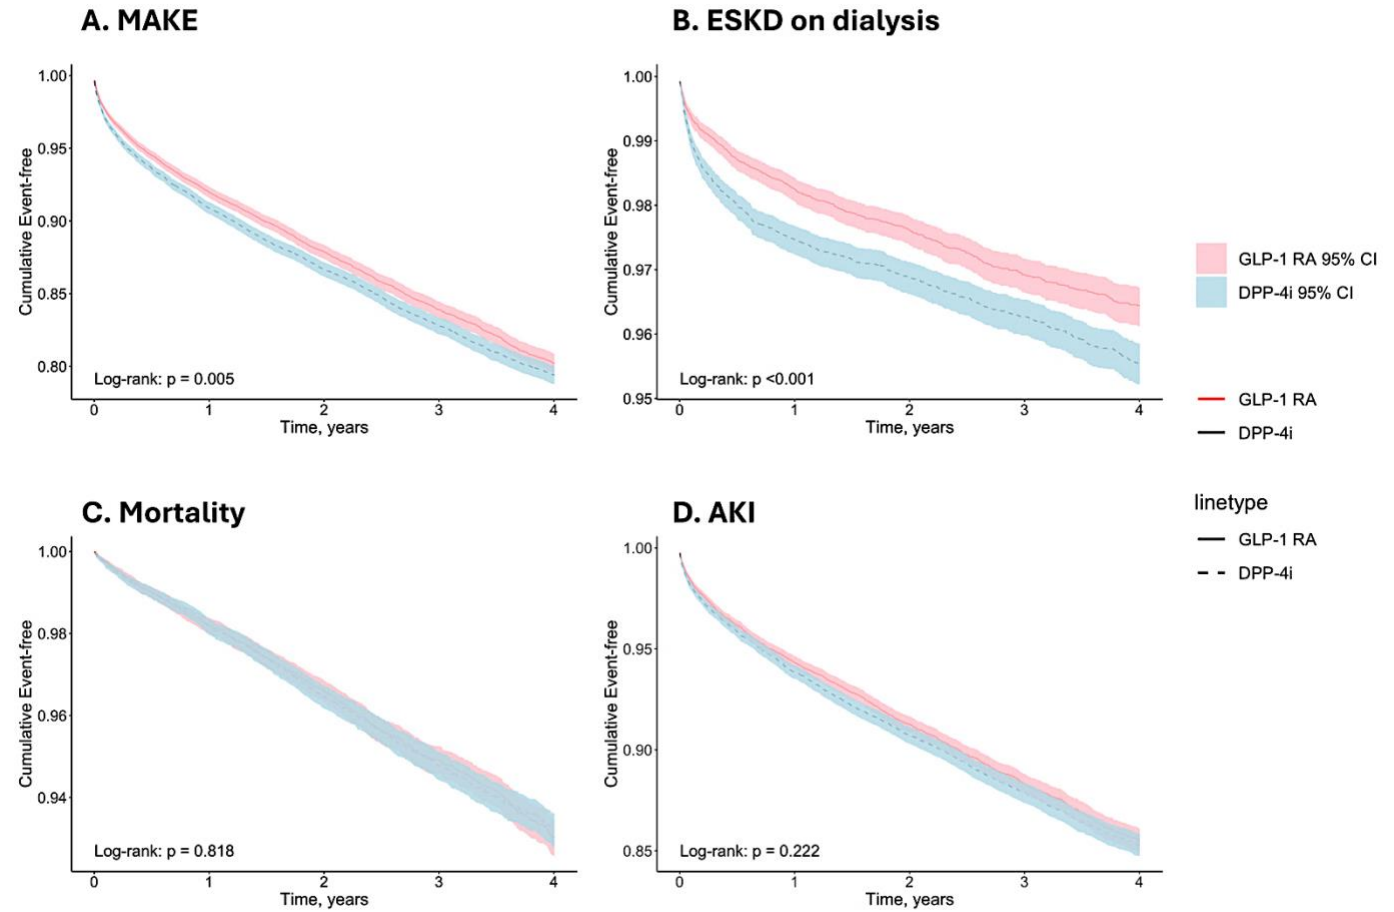 A. MAKE
Cumulative Event-free
1.00
0.95
0.90
0.85
0.80
Log-rank: p = 0.005
0 1 2 3 4
Time, years
B. ESKD on dialysis
Cumulative Event-free
1.00
0.99
0.98
0.97
0.96
0.95
Log-rank: p <0.001
0 1 2 3 4
Time, years
C. Mortality
Cumulative Event-free
1.00
0.98
0.96
0.94
Log-rank: p = 0.818
0 1 2 3 4
Time, years
D. AKI
Cumulative Event-free
1.00
0.95
0.90
0.85
Log-rank: p = 0.222
0 1 2 3 4
Time, years
GLP-1 RA 95% CI
DPP-4i 95% CI
GLP-1 RA
DPP-4i
linetype
GLP-1 RA
DPP-4i